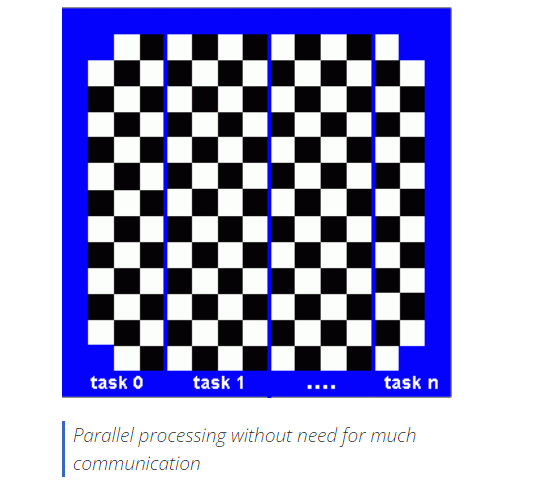 task 0 task 1 .... task n
Parallel processing without need for much
communication